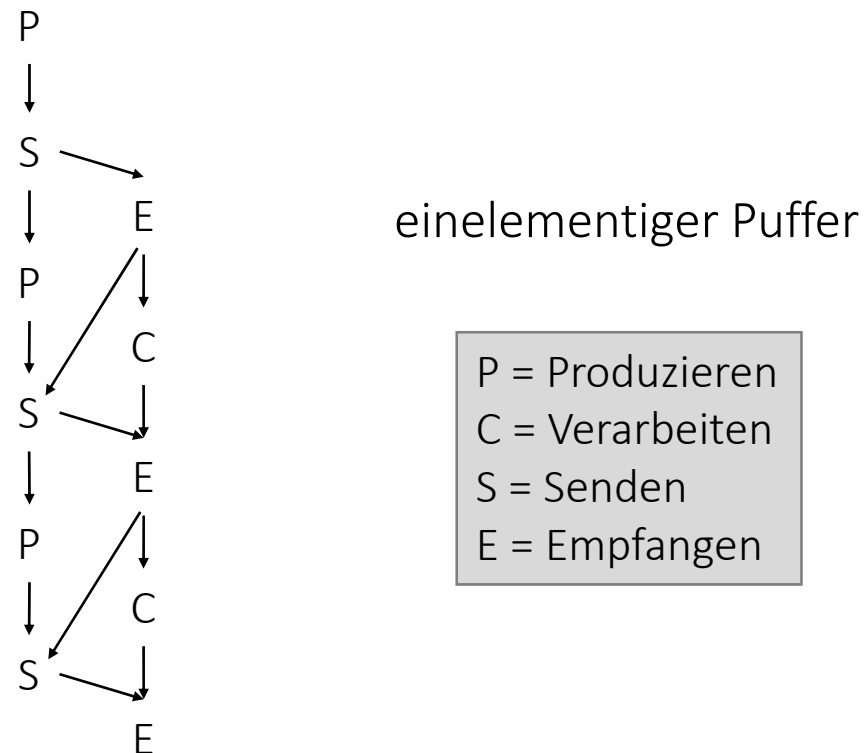 P
S
E
einelementiger Puffer
P
C
S
E
P
C
S
E
P = Produzieren
C = Verarbeiten
S = Senden
E = Empfangen